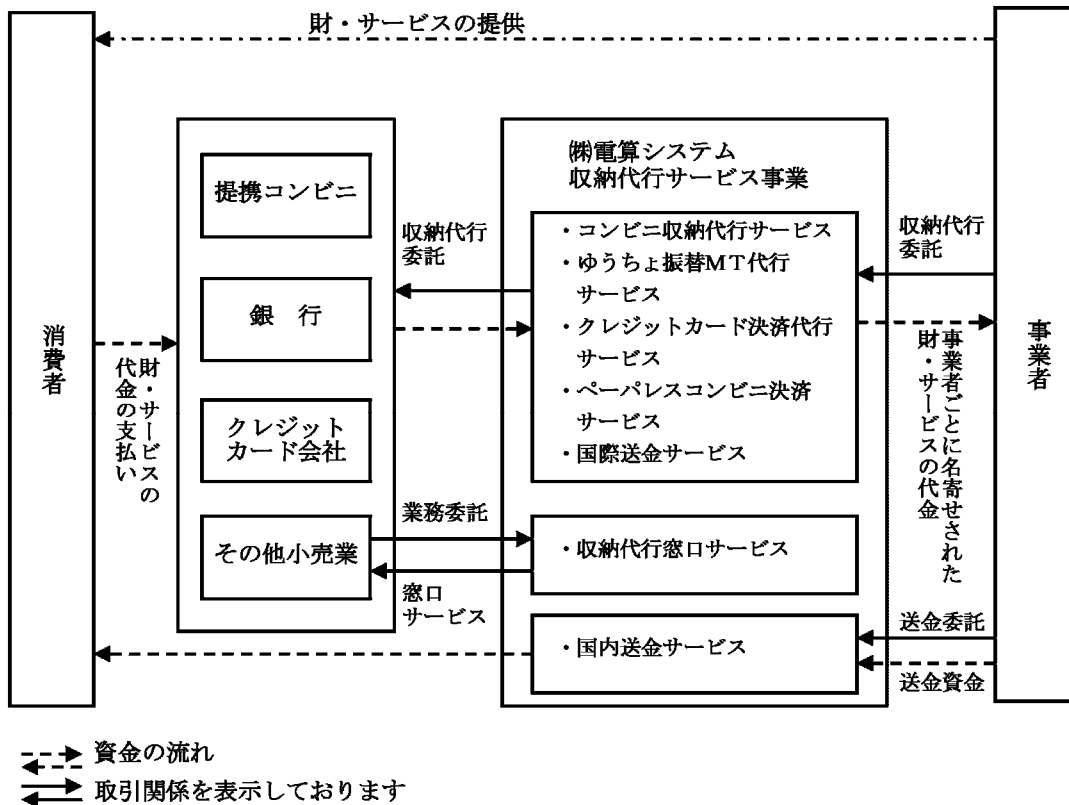 財・サービスの提供
消費者
財・サービスの
代金の支払い
提携コンビニ
銀　行
クレジット
カード会社
その他小売業
収納代行
委託
業務委託
窓口
サービス
㈱電算システム
収納代行サービス事業
・コンビニ収納代行サービス
・ゆうちょ振替ＭＴ代行
サービス
・クレジットカード決済代行
サービス
・ペーパレスコンビニ決済
サービス
・国際送金サービス
・収納代行窓口サービス
・国内送金サービス
収納代行
委託
事業者ごとに名寄せされた
財・サービスの代金
送金委託
送金資金
事業者
資金の流れ
取引関係を表示しております